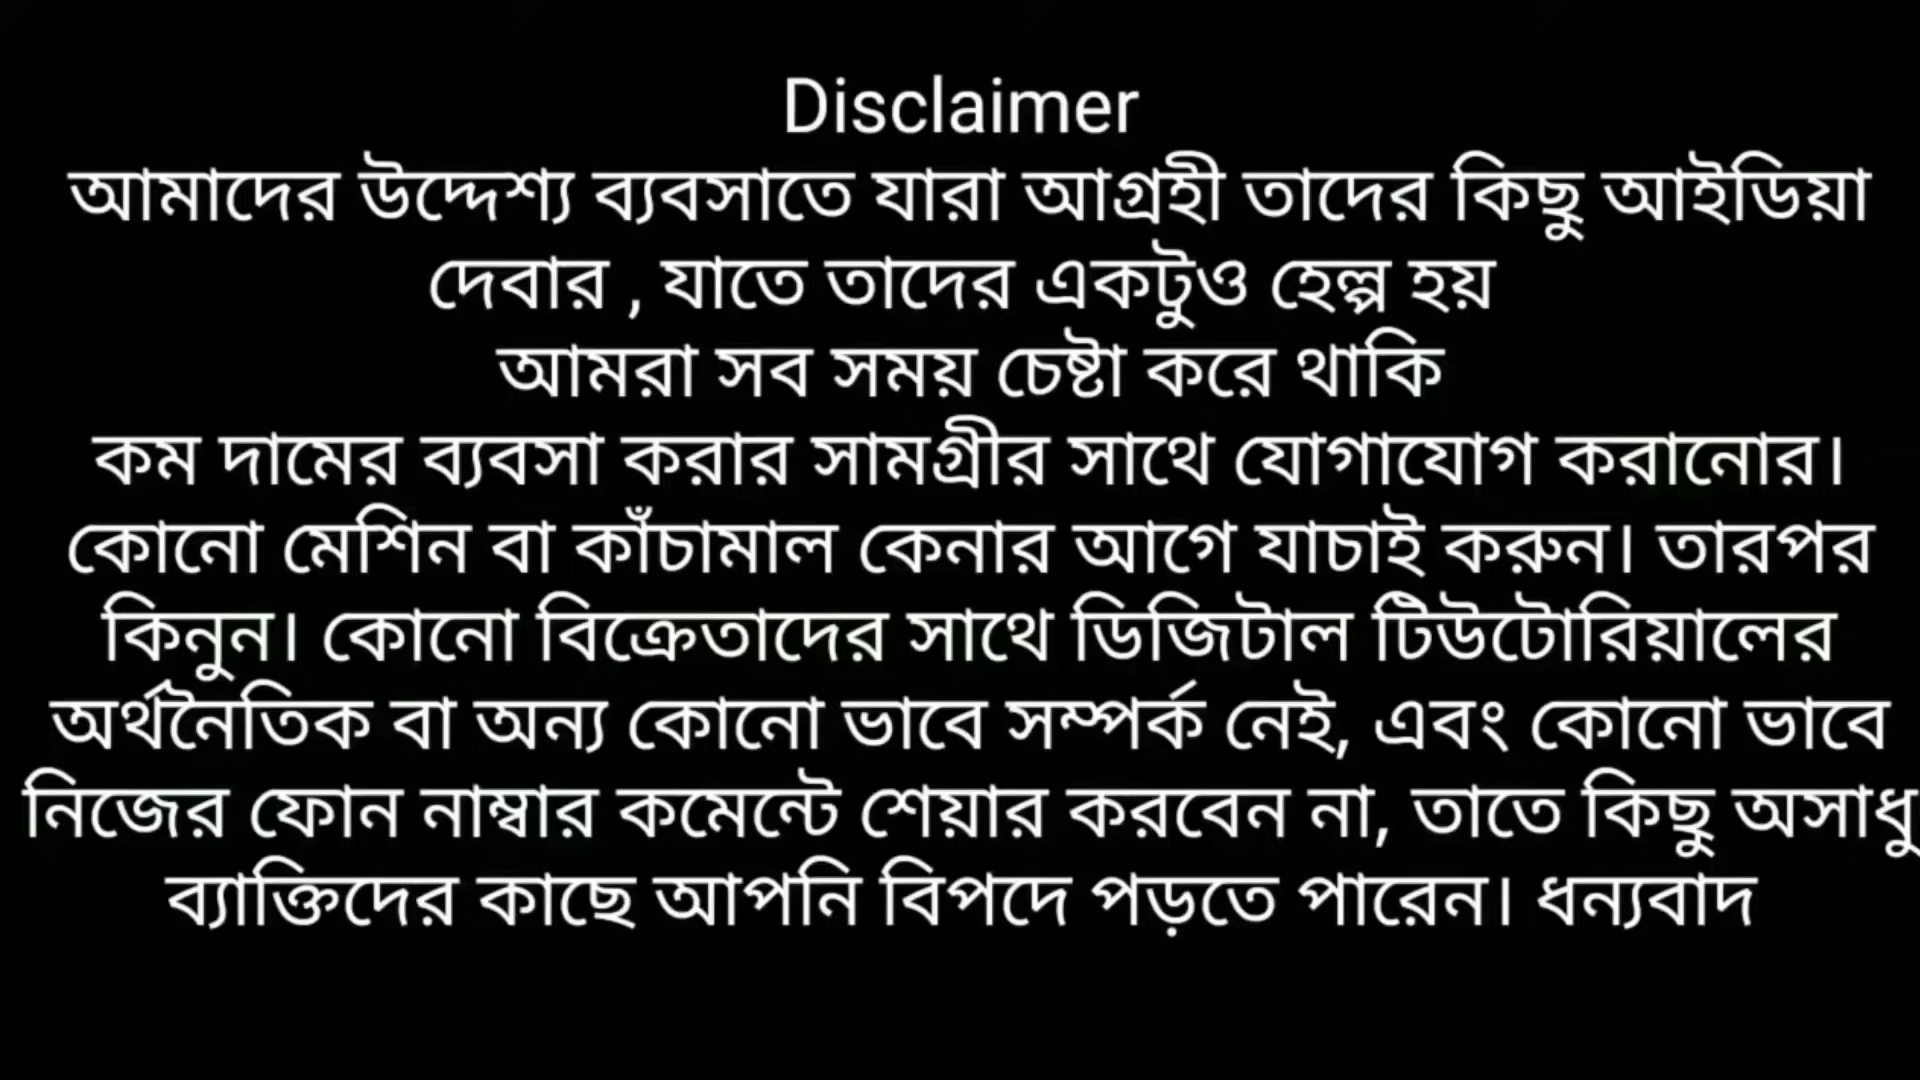 Disclaimer
আমাদের উদ্দেশ্য ব্যবসাতে যারা আগ্রহী তাদের কিছু আইডিয়া
দেবার , যাতে তাদের একটুও হেল্প হয়
আমরা সব সময় চেষ্টা করে থাকি
কম দামের ব্যবসা করার সামগ্রীর সাথে যোগাযোগ করানোর।
কোনো মেশিন বা কাঁচামাল কেনার আগে যাচাই করুন। তারপর
কিনুন। কোনো বিক্রেতাদের সাথে ডিজিটাল টিউটোরিয়ালের
অর্থনৈতিক বা অন্য কোনো ভাবে সম্পর্ক নেই, এবং কোনো ভাবে
নিজের ফোন নাম্বার কমেন্টে শেয়ার করবেন না, তাতে কিছু অসাধু
ব্যাক্তিদের কাছে আপনি বিপদে পড়তে পারেন। ধন্যবাদ